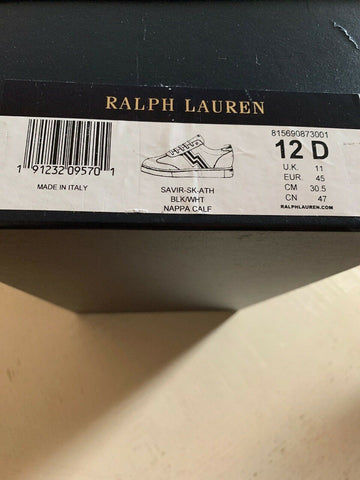 RALPH LAUREN
815690873001
1 91232 09570 1
MADE IN ITALY
SAVIR-SK-ATH
BLK/WHT
NAPPA CALF
12 D
U.K. 11
EUR. 45
CM 30.5
CN 47
RALPHLAUREN.COM